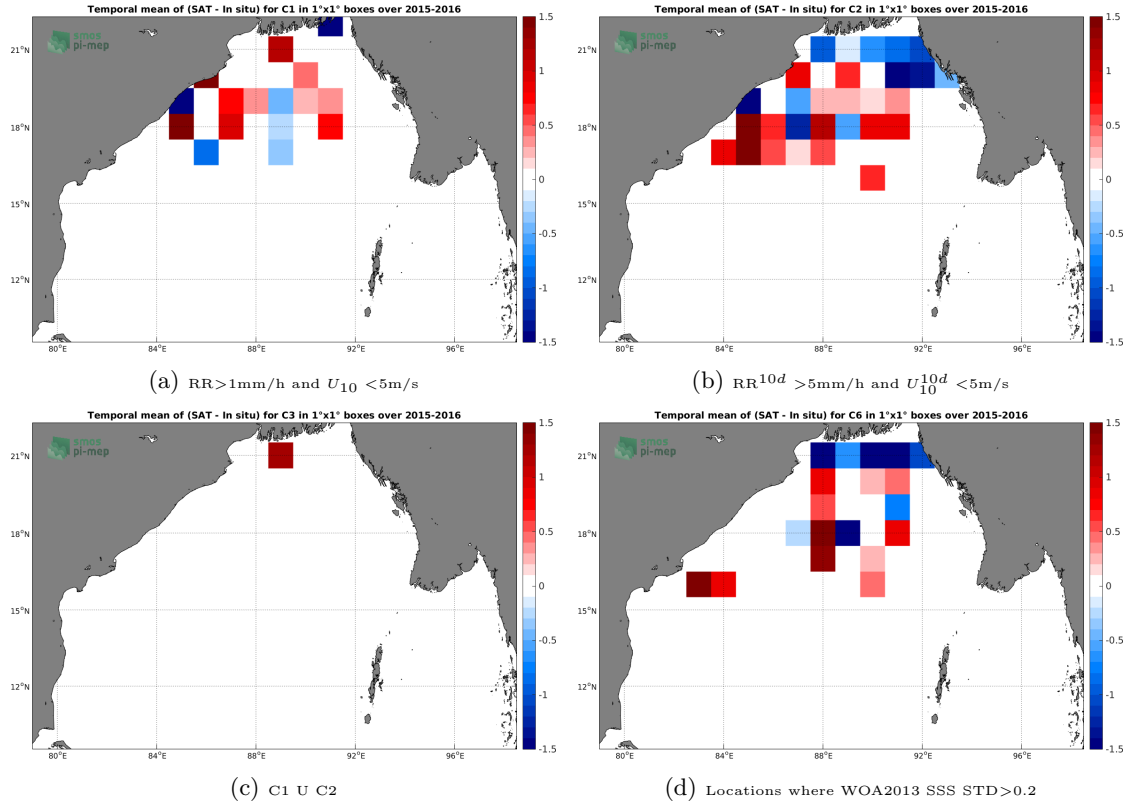 Temporal mean of (SAT - In situ) for C1 in 1°x1° boxes over 2015-2016
smos
pi-mep
21°N
18°N
15°N
12°N
80°E 84°E 88°E 92°E 96°E
1.5
1
0.5
0
-0.5
-1
-1.5
(a) RR>1mm/h and U10 <5m/s
Temporal mean of (SAT - In situ) for C2 in 1°x1° boxes over 2015-2016
smos
pi-mep
21°N
18°N
15°N
12°N
80°E 84°E 88°E 92°E 96°E
1.5
1
0.5
0
-0.5
-1
-1.5
(b) RR^10d >5mm/h and U10^10d <5m/s
Temporal mean of (SAT - In situ) for C3 in 1°x1° boxes over 2015-2016
smos
pi-mep
21°N
18°N
15°N
12°N
80°E 84°E 88°E 92°E 96°E
1.5
1
0.5
0
-0.5
-1
-1.5
(c) C1 U C2
Temporal mean of (SAT - In situ) for C6 in 1°x1° boxes over 2015-2016
smos
pi-mep
21°N
18°N
15°N
12°N
80°E 84°E 88°E 92°E 96°E
1.5
1
0.5
0
-0.5
-1
-1.5
(d) Locations where WOA2013 SSS STD>0.2